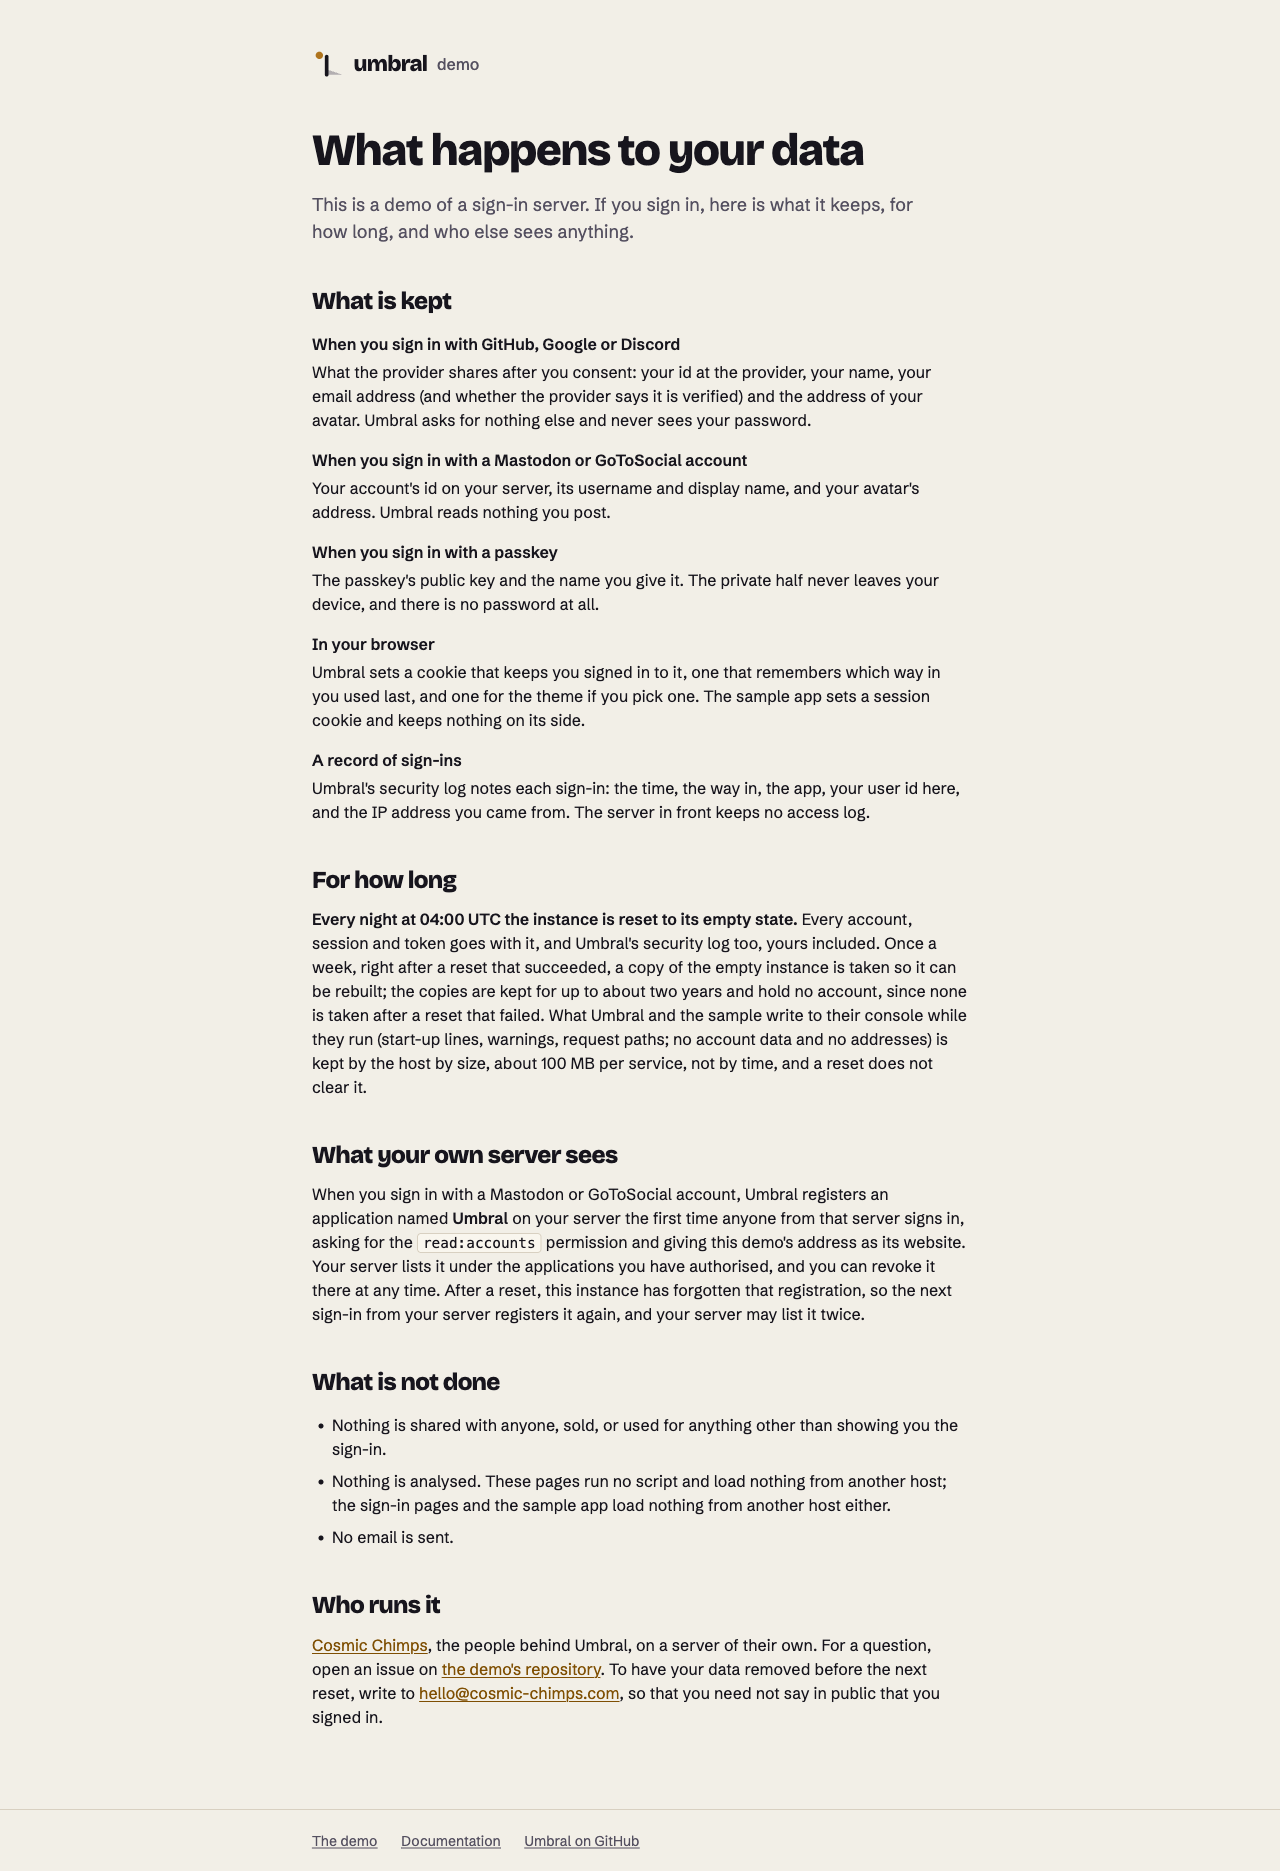 umbral demo
What happens to your data
This is a demo of a sign-in server. If you sign in, here is what it keeps, for
how long, and who else sees anything.
What is kept
When you sign in with GitHub, Google or Discord
What the provider shares after you consent: your id at the provider, your name, your
email address (and whether the provider says it is verified) and the address of your
avatar. Umbral asks for nothing else and never sees your password.
When you sign in with a Mastodon or GoToSocial account
Your account's id on your server, its username and display name, and your avatar's
address. Umbral reads nothing you post.
When you sign in with a passkey
The passkey's public key and the name you give it. The private half never leaves your
device, and there is no password at all.
In your browser
Umbral sets a cookie that keeps you signed in to it, one that remembers which way in
you used last, and one for the theme if you pick one. The sample app sets a session
cookie and keeps nothing on its side.
A record of sign-ins
Umbral's security log notes each sign-in: the time, the way in, the app, your user id here,
and the IP address you came from. The server in front keeps no access log.
For how long
Every night at 04:00 UTC the instance is reset to its empty state. Every account,
session and token goes with it, and Umbral's security log too, yours included. Once a
week, right after a reset that succeeded, a copy of the empty instance is taken so it can
be rebuilt; the copies are kept for up to about two years and hold no account, since none
is taken after a reset that failed. What Umbral and the sample write to their console while
they run (start-up lines, warnings, request paths; no account data and no addresses) is
kept by the host by size, about 100 MB per service, not by time, and a reset does not
clear it.
What your own server sees
When you sign in with a Mastodon or GoToSocial account, Umbral registers an
application named Umbral on your server the first time anyone from that server signs in,
asking for the read:accounts permission and giving this demo's address as its website.
Your server lists it under the applications you have authorised, and you can revoke it
there at any time. After a reset, this instance has forgotten that registration, so the next
sign-in from your server registers it again, and your server may list it twice.
What is not done
• Nothing is shared with anyone, sold, or used for anything other than showing you the
sign-in.
• Nothing is analysed. These pages run no script and load nothing from another host;
the sign-in pages and the sample app load nothing from another host either.
• No email is sent.
Who runs it
Cosmic Chimps, the people behind Umbral, on a server of their own. For a question,
open an issue on the demo's repository. To have your data removed before the next
reset, write to hello@cosmic-chimps.com, so that you need not say in public that you
signed in.
The demo Documentation Umbral on GitHub